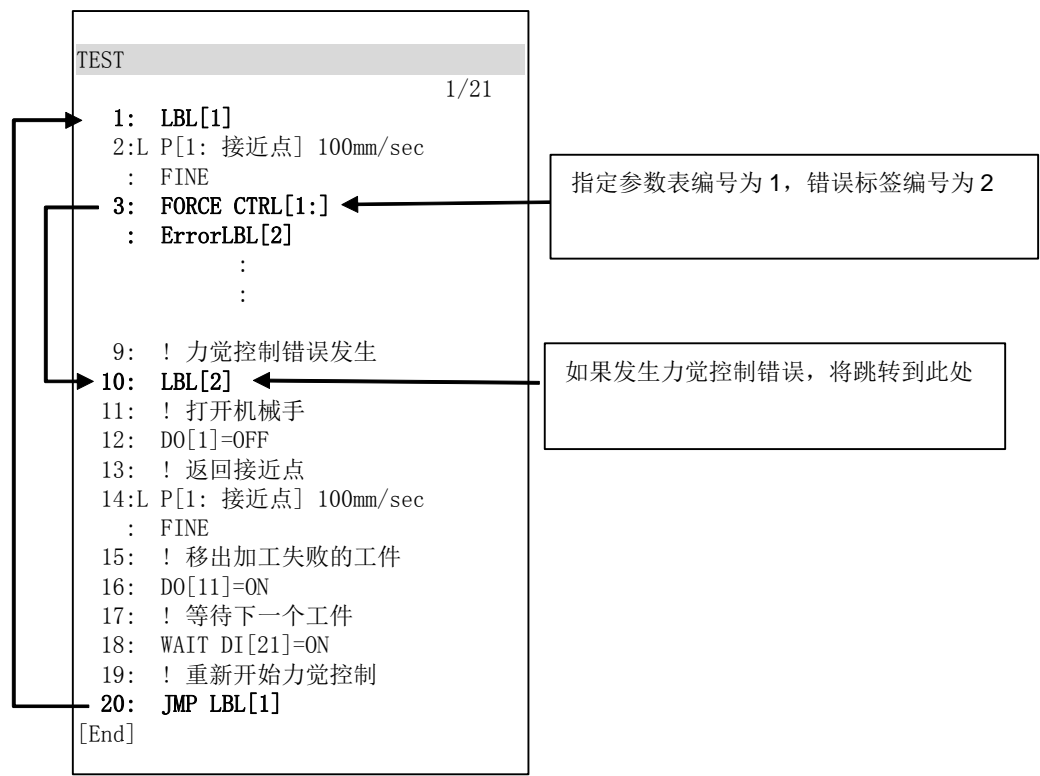 TEST
1/21
1: LBL[1]
2:L P[1: 接近点] 100mm/sec
: FINE
3: FORCE CTRL[1:]
: ErrorLBL[2]
:
:
9: ! 力觉控制错误发生
10: LBL[2]
11: ! 打开机械手
12: DO[1]=OFF
13: ! 返回接近点
14:L P[1: 接近点] 100mm/sec
: FINE
15: ! 移出加工失败的工件
16: DO[11]=ON
17: ! 等待下一个工件
18: WAIT DI[21]=ON
19: ! 重新开始力觉控制
20: JMP LBL[1]
[End]
指定参数表编号为 1，错误标签编号为 2
如果发生力觉控制错误，将跳转到此处